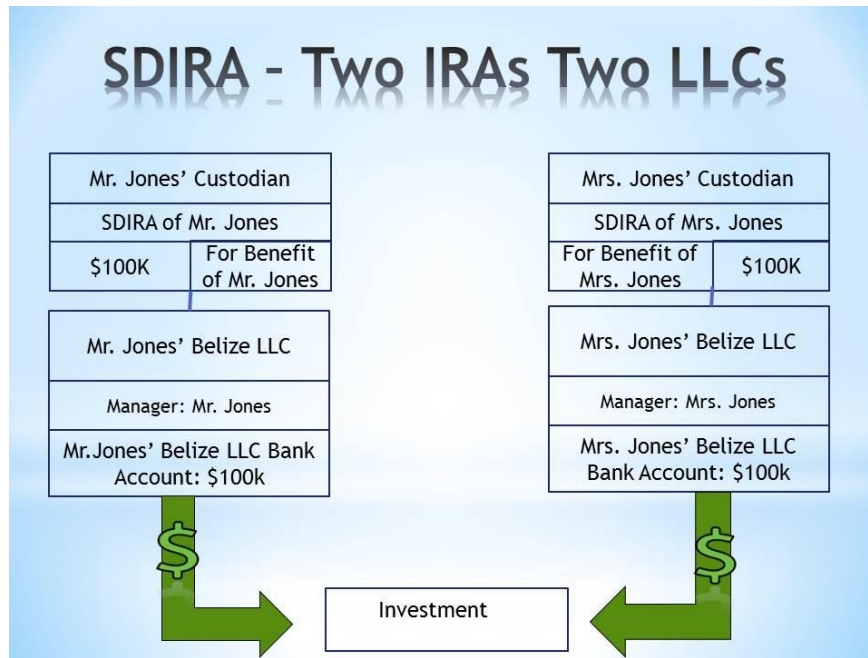 SDIRA – Two IRAs Two LLCs
Mr. Jones’ Custodian
SDIRA of Mr. Jones
$100K
For Benefit
of Mr. Jones
Mr. Jones’ Belize LLC
Manager: Mr. Jones
Mr.Jones’ Belize LLC Bank
Account: $100k
$
Mrs. Jones’ Custodian
SDIRA of Mrs. Jones
For Benefit of
Mrs. Jones
$100K
Mrs. Jones’ Belize LLC
Manager: Mrs. Jones
Mrs. Jones’ Belize LLC
Bank Account: $100k
$
Investment